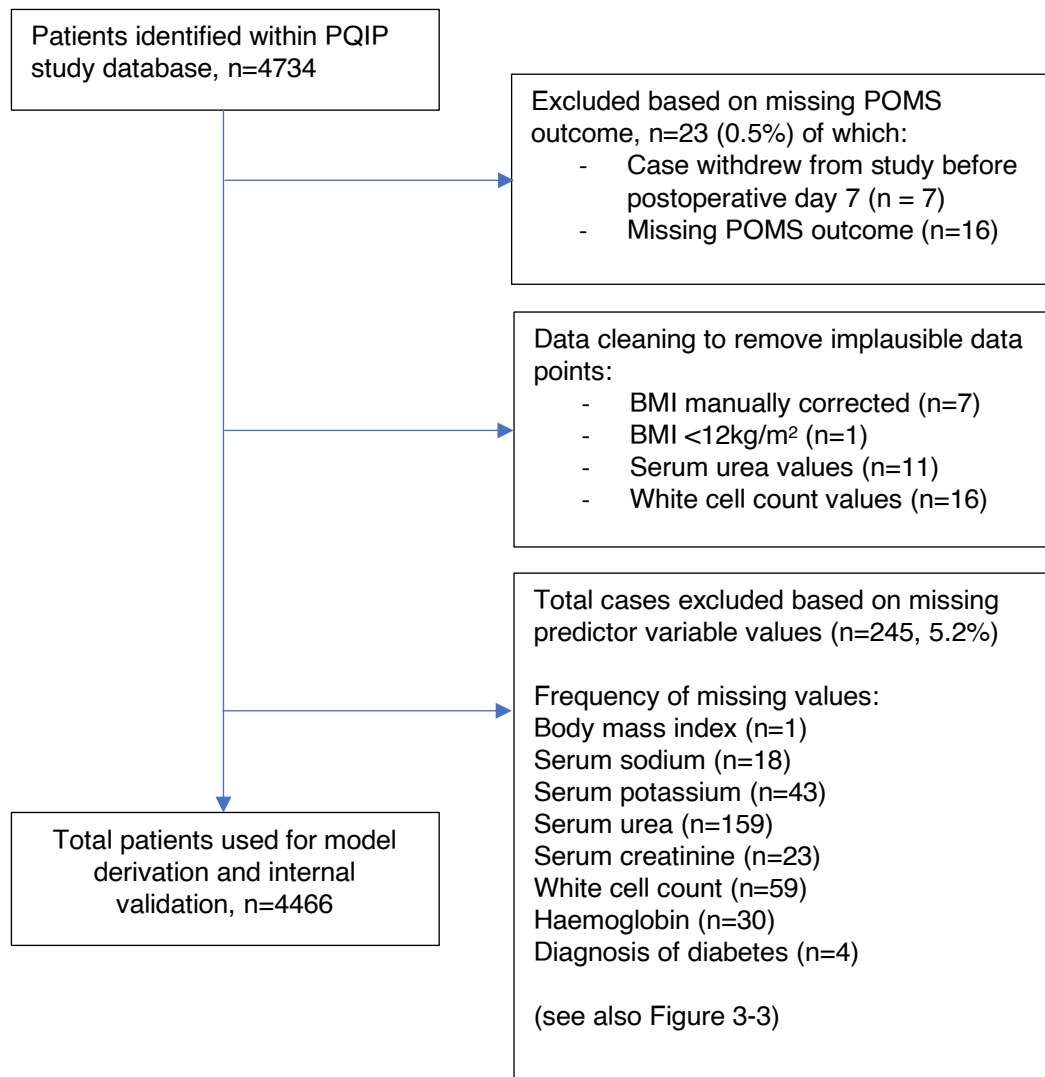 Patients identified within PQIP
study database, n=4734
Excluded based on missing POMS
outcome, n=23 (0.5%) of which:
- Case withdrew from study before
postoperative day 7 (n = 7)
- Missing POMS outcome (n=16)
Data cleaning to remove implausible data
points:
- BMI manually corrected (n=7)
- BMI <12kg/m²  (n=1)
- Serum urea values (n=11)
- White cell count values (n=16)
Total cases excluded based on missing
predictor variable values (n=245, 5.2%)
Frequency of missing values:
Body mass index (n=1)
Serum sodium (n=18)
Serum potassium (n=43)
Serum urea (n=159)
Serum creatinine (n=23)
White cell count (n=59)
Haemoglobin (n=30)
Diagnosis of diabetes (n=4)
(see also Figure 3-3)
Total patients used for model
derivation and internal
validation, n=4466